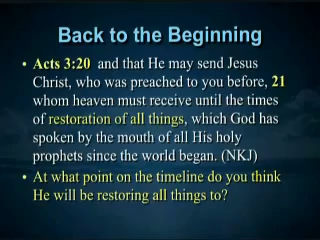 Back to the Beginning
• Acts 3:20 and that He may send Jesus
Christ, who was preached to you before, 21
whom heaven must receive until the times
of restoration of all things, which God has
spoken by the mouth of all His holy
prophets since the world began. (NKJ)
• At what point on the timeline do you think
He will be restoring all things to?